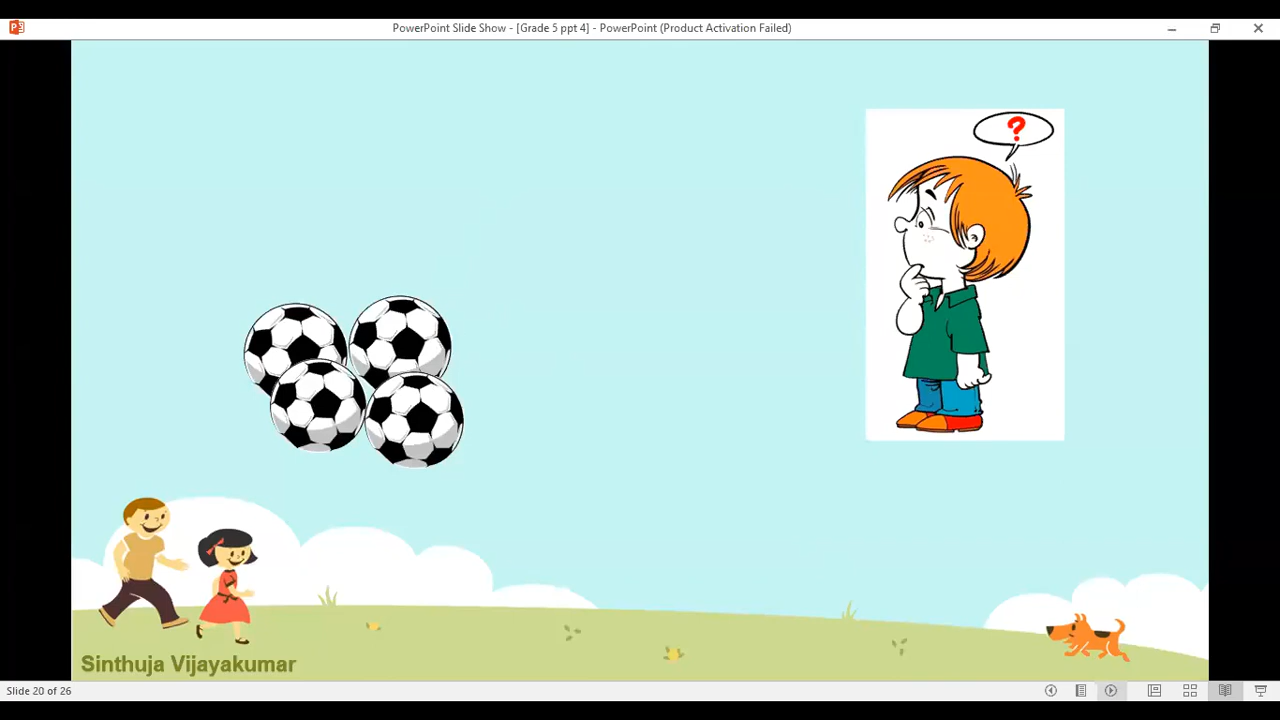 PowerPoint Slide Show - [Grade 5 ppt 4] - PowerPoint (Product Activation Failed)
?
Sinthuja Vijayakumar
Slide 20 of 26